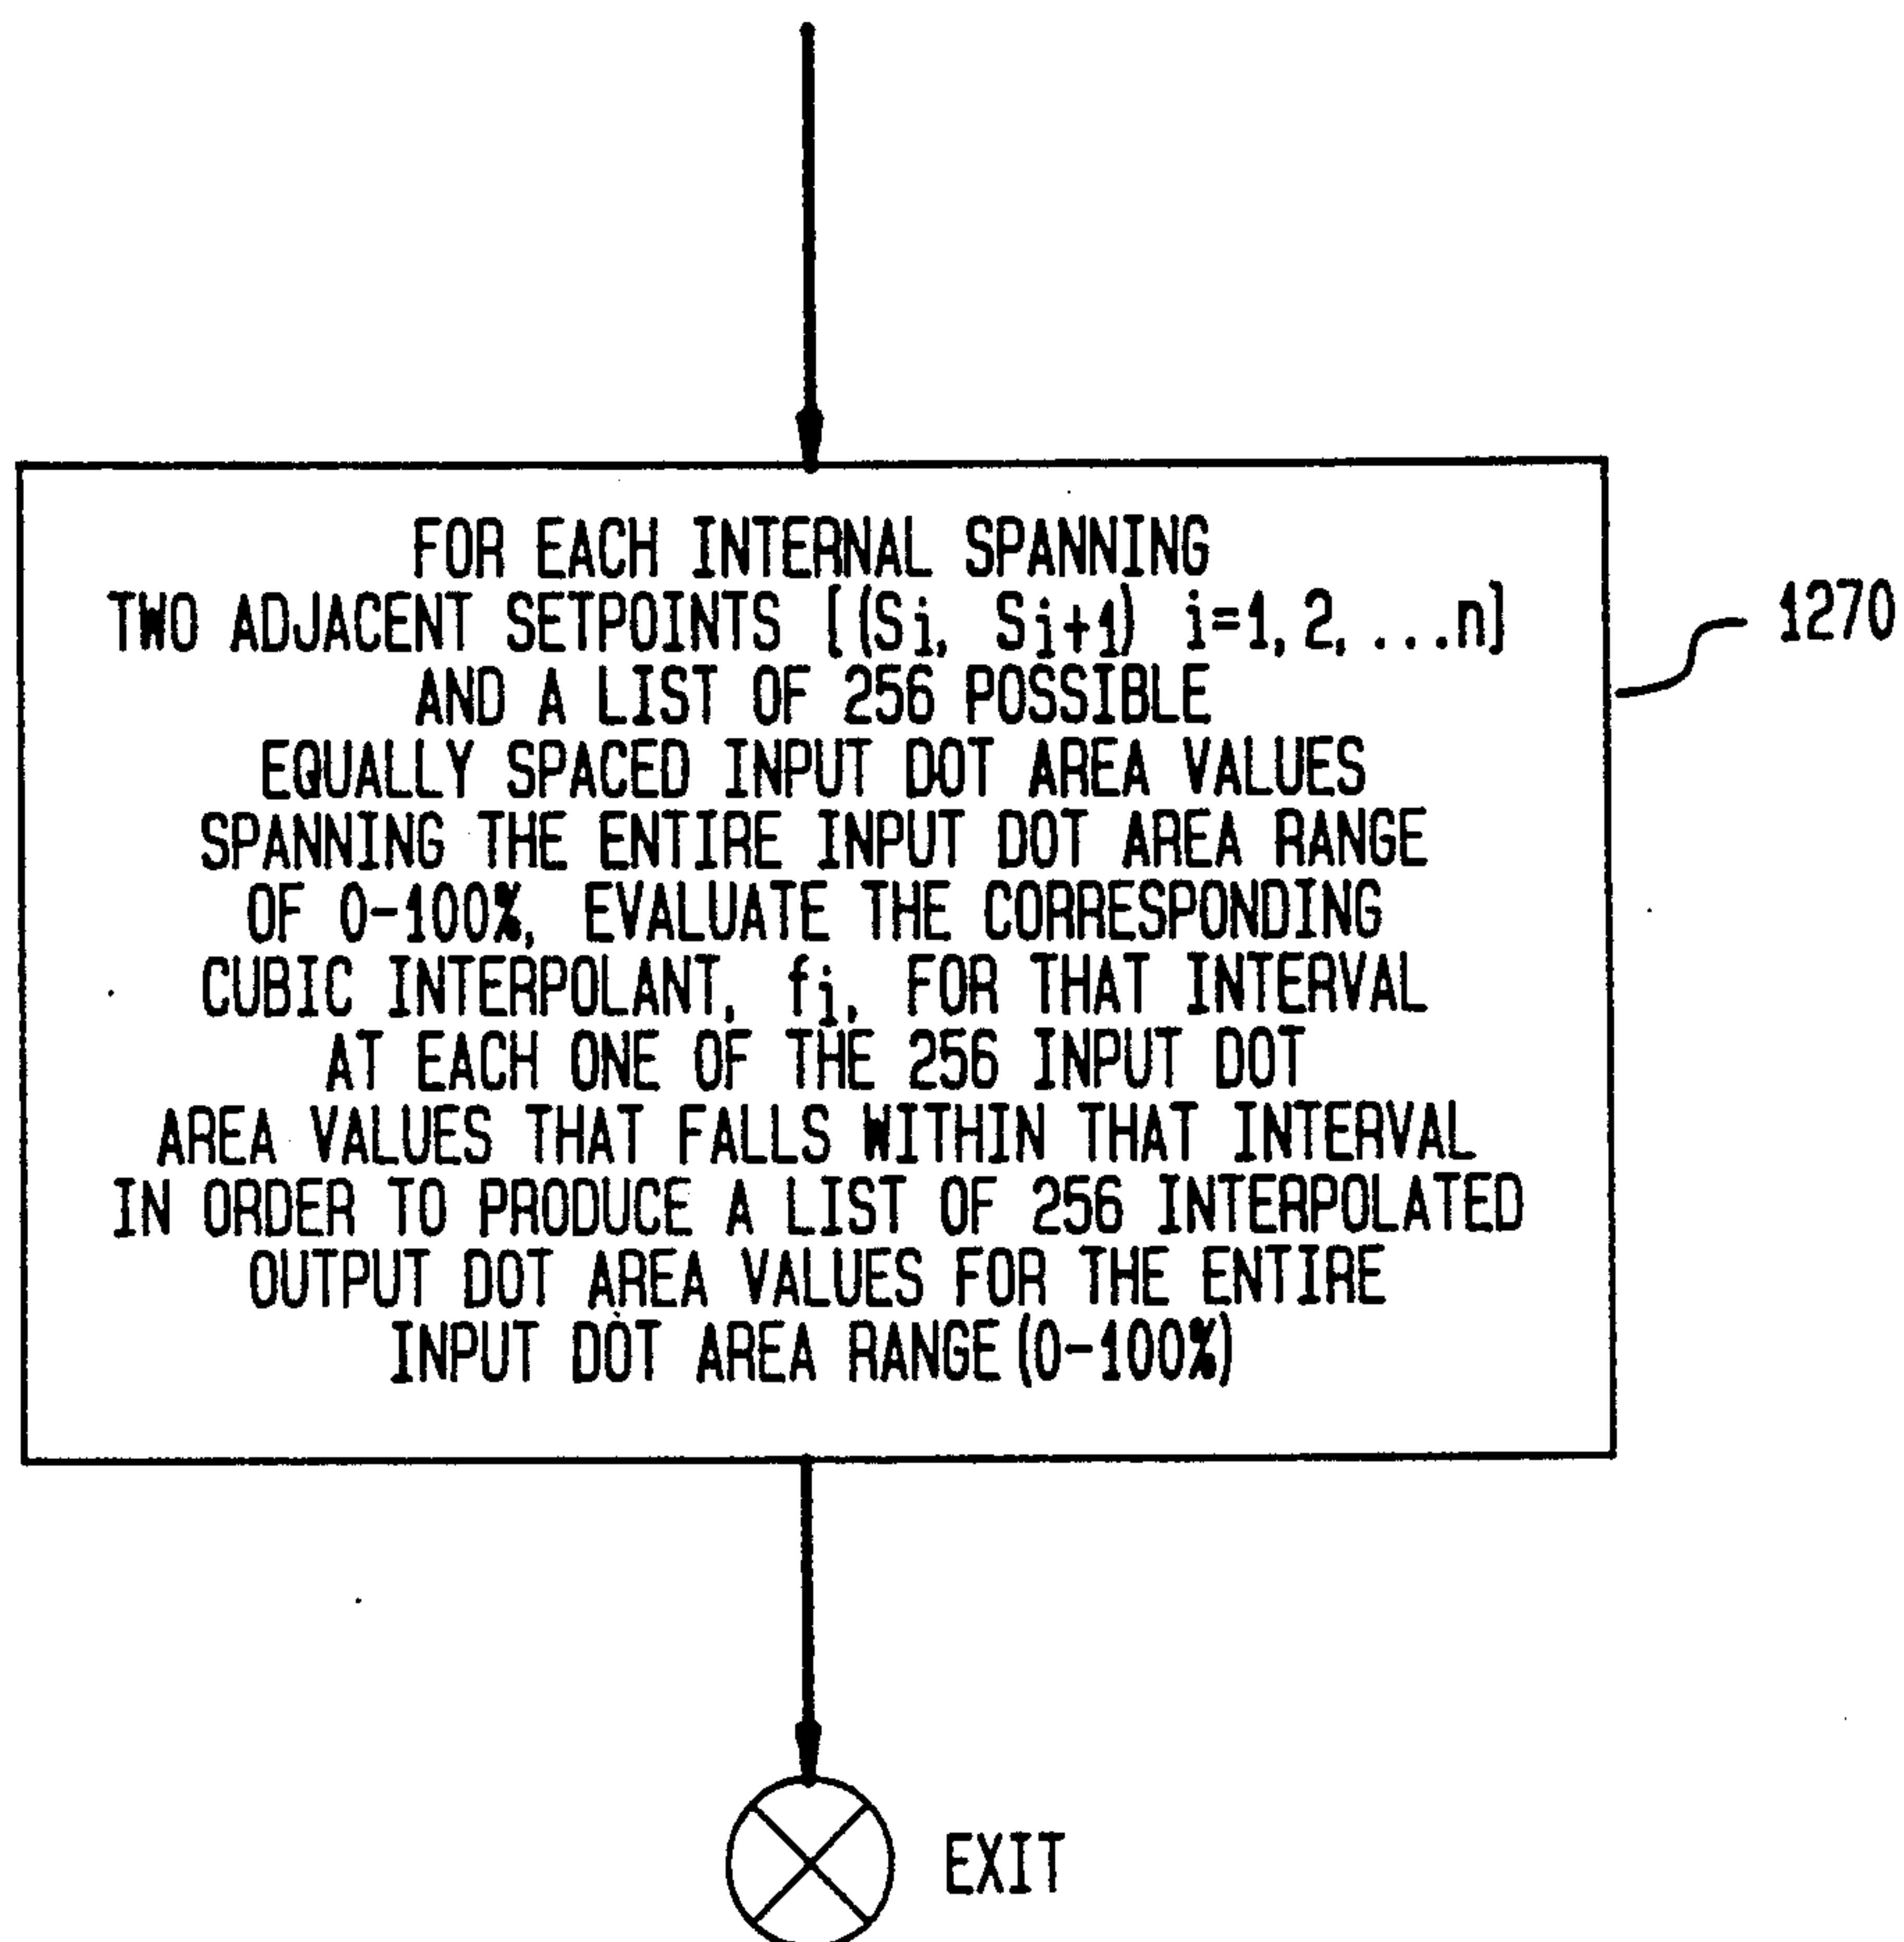 FOR EACH INTERNAL SPANNING
TWO ADJACENT SETPOINTS [(Si, Si+1) i=1, 2, ...n]
AND A LIST OF 256 POSSIBLE
EQUALLY SPACED INPUT DOT AREA VALUES
SPANNING THE ENTIRE INPUT DOT AREA RANGE
OF 0-100%, EVALUATE THE CORRESPONDING
CUBIC INTERPOLANT, fi, FOR THAT INTERVAL
AT EACH ONE OF THE 256 INPUT DOT
AREA VALUES THAT FALLS WITHIN THAT INTERVAL
IN ORDER TO PRODUCE A LIST OF 256 INTERPOLATED
OUTPUT DOT AREA VALUES FOR THE ENTIRE
INPUT DOT AREA RANGE (0-100%)
1270
EXIT